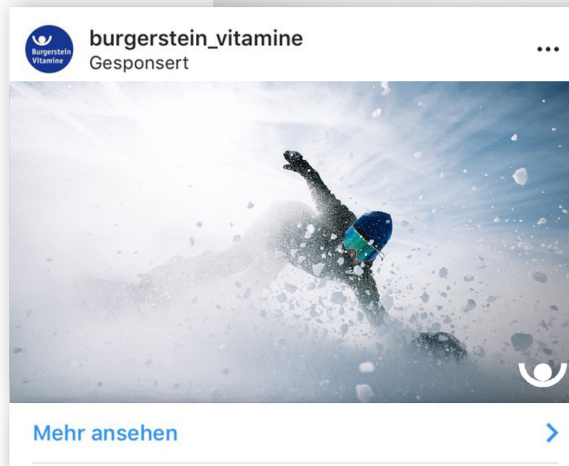 burgerstein_vitamine
Burgerstein
Vitamine
Gesponsert
Mehr ansehen